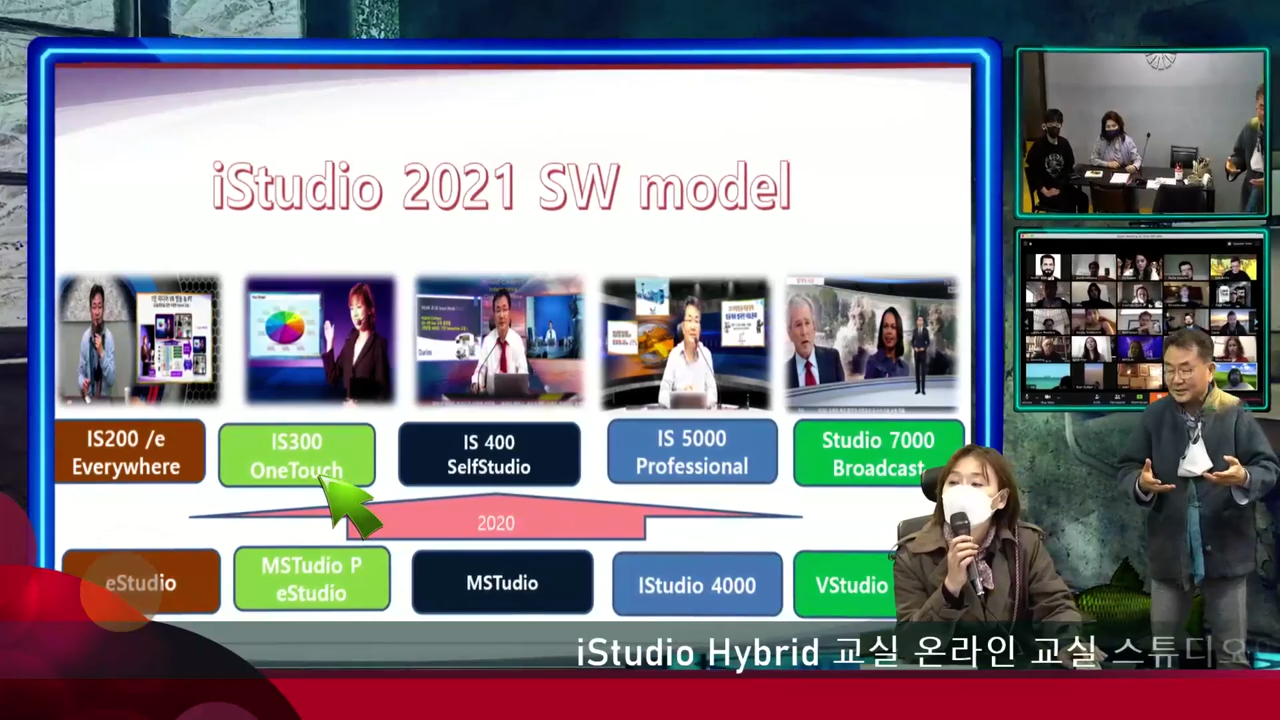 iStudio 2021 SW model
IS200 /e
Everywhere
IS300
OneTouch
IS 400
SelfStudio
IS 5000
Professional
Studio 7000
Broadcast
2020
eStudio
MSTudio P
eStudio
MSTudio
IStudio 4000
VStudio
iStudio Hybrid 교실 온라인 교실 스튜디오